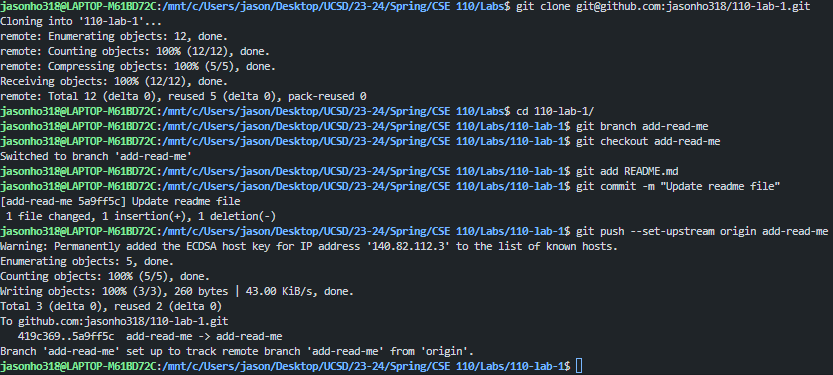 jasonho318@LAPTOP-M61BD72C:/mnt/c/Users/jason/Desktop/UCSD/23-24/Spring/CSE 110/Labs$ git clone git@github.com:jasonho318/110-lab-1.git
Cloning into '110-lab-1'...
remote: Enumerating objects: 12, done.
remote: Counting objects: 100% (12/12), done.
remote: Compressing objects: 100% (5/5), done.
Receiving objects: 100% (12/12), done.
remote: Total 12 (delta 0), reused 5 (delta 0), pack-reused 0
jasonho318@LAPTOP-M61BD72C:/mnt/c/Users/jason/Desktop/UCSD/23-24/Spring/CSE 110/Labs$ cd 110-lab-1/
jasonho318@LAPTOP-M61BD72C:/mnt/c/Users/jason/Desktop/UCSD/23-24/Spring/CSE 110/Labs/110-lab-1$ git branch add-read-me
jasonho318@LAPTOP-M61BD72C:/mnt/c/Users/jason/Desktop/UCSD/23-24/Spring/CSE 110/Labs/110-lab-1$ git checkout add-read-me
Switched to branch 'add-read-me'
jasonho318@LAPTOP-M61BD72C:/mnt/c/Users/jason/Desktop/UCSD/23-24/Spring/CSE 110/Labs/110-lab-1$ git add README.md
jasonho318@LAPTOP-M61BD72C:/mnt/c/Users/jason/Desktop/UCSD/23-24/Spring/CSE 110/Labs/110-lab-1$ git commit -m "Update readme file"
[add-read-me 5a9ff5c] Update readme file
 1 file changed, 1 insertion(+), 1 deletion(-)
jasonho318@LAPTOP-M61BD72C:/mnt/c/Users/jason/Desktop/UCSD/23-24/Spring/CSE 110/Labs/110-lab-1$ git push --set-upstream origin add-read-me
Warning: Permanently added the ECDSA host key for IP address '140.82.112.3' to the list of known hosts.
Enumerating objects: 5, done.
Counting objects: 100% (5/5), done.
Writing objects: 100% (3/3), 260 bytes | 43.00 KiB/s, done.
Total 3 (delta 0), reused 2 (delta 0)
To github.com:jasonho318/110-lab-1.git
   419c369..5a9ff5c  add-read-me -> add-read-me
Branch 'add-read-me' set up to track remote branch 'add-read-me' from 'origin'.
jasonho318@LAPTOP-M61BD72C:/mnt/c/Users/jason/Desktop/UCSD/23-24/Spring/CSE 110/Labs/110-lab-1$